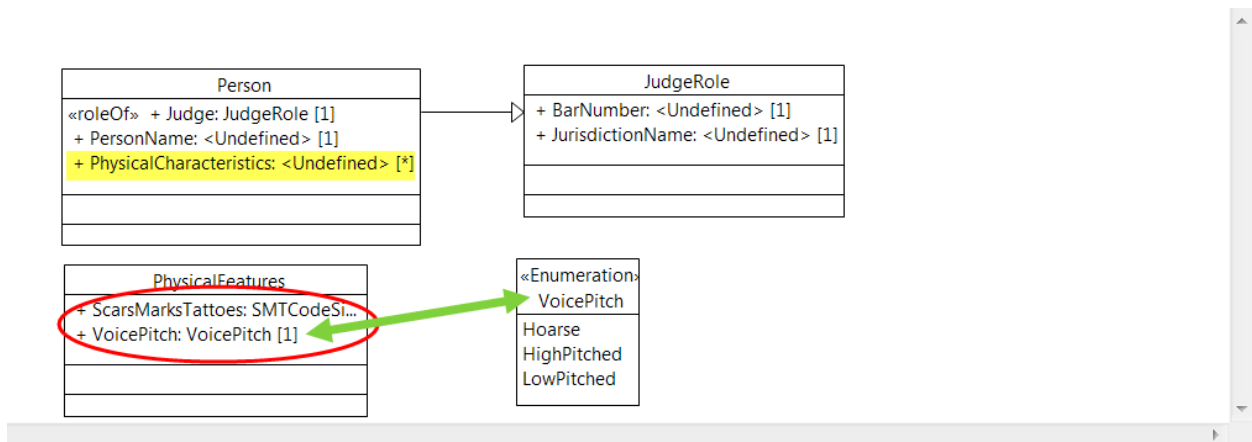 Person
«roleOf» + Judge: JudgeRole [1]
+ PersonName: <Undefined> [1]
+ PhysicalCharacteristics: <Undefined> [*]
JudgeRole
+ BarNumber: <Undefined> [1]
+ JurisdictionName: <Undefined> [1]
PhysicalFeatures
+ ScarsMarksTattoes: SMTCodeSi...
+ VoicePitch: VoicePitch [1]
«Enumeration»
VoicePitch
Hoarse
HighPitched
LowPitched